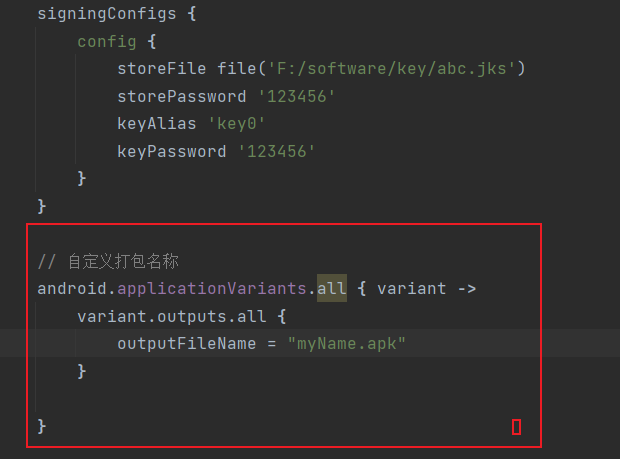 signingConfigs {
config {
storeFile file('F:/software/key/abc.jks')
storePassword '123456'
keyAlias 'key0'
keyPassword '123456'
}
}
// 自定义打包名称
android.applicationVariants.all { variant ->
variant.outputs.all {
outputFileName = "myName.apk"
}
}